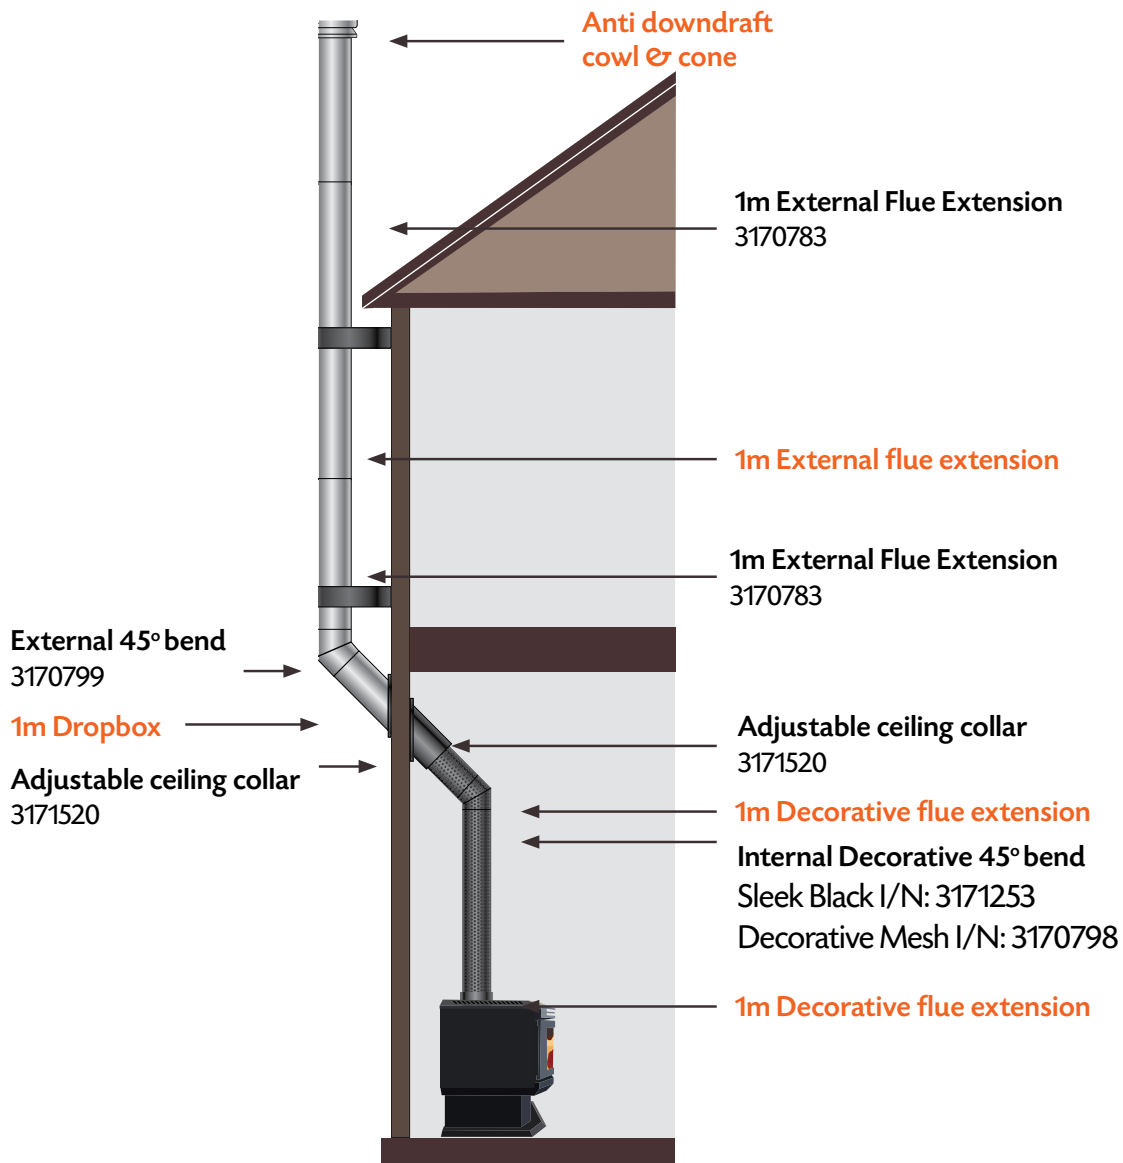 Anti downdraft
cowl & cone
1m External Flue Extension
3170783
1m External flue extension
1m External Flue Extension
3170783
External 45° bend
3170799
1m Dropbox
Adjustable ceiling collar
3171520
Adjustable ceiling collar
3171520
1m Decorative flue extension
Internal Decorative 45° bend
Sleek Black I/N: 3171253
Decorative Mesh I/N: 3170798
1m Decorative flue extension